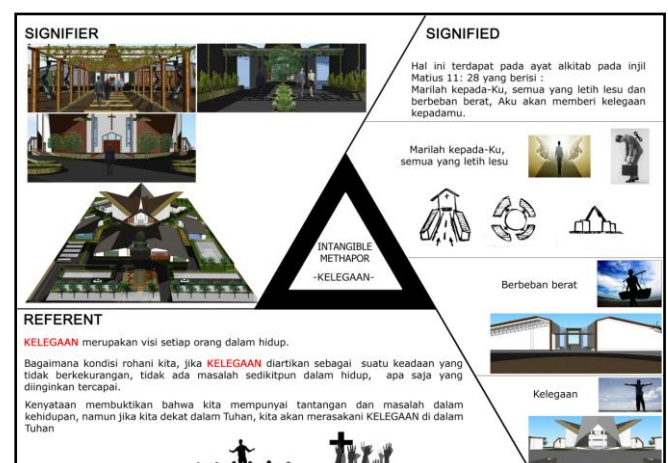 SIGNIFIER
SIGNIFIED
Hal ini terdapat pada ayat alkitab pada injil
Matius 11: 28 yang berisi :
Marilah kepada-Ku, semua yang letih lesu dan
berbeban berat, Aku akan memberi kelegaan
kepadamu.
Marilah kepada-Ku,
semua yang letih lesu
INTANGIBLE
METHAPOR
-KELEGAAN-
Berbeban berat
Kelegaan
REFERENT
KELEGAAN merupakan visi setiap orang dalam hidup.
Bagaimana kondisi rohani kita, jika KELEGAAN diartikan sebagai suatu keadaan yang
tidak berkekurangan, tidak ada masalah sedikitpun dalam hidup, apa saja yang
diinginkan tercapai.
Kenyataan membuktikan bahwa kita mempunyai tantangan dan masalah dalam
kehidupan, namun jika kita dekat dalam Tuhan, kita akan merasakani KELEGAAN di dalam
Tuhan